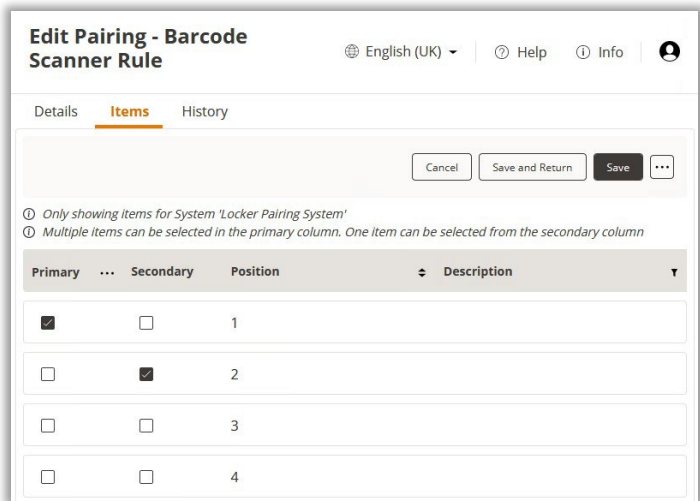 Edit Pairing - Barcode
Scanner Rule
English (UK)
Help
Info
Details Items History
Cancel Save and Return Save ...
Only showing items for System 'Locker Pairing System'
Multiple items can be selected in the primary column. One item can be selected from the secondary column
Primary ... Secondary Position Description
1
2
3
4